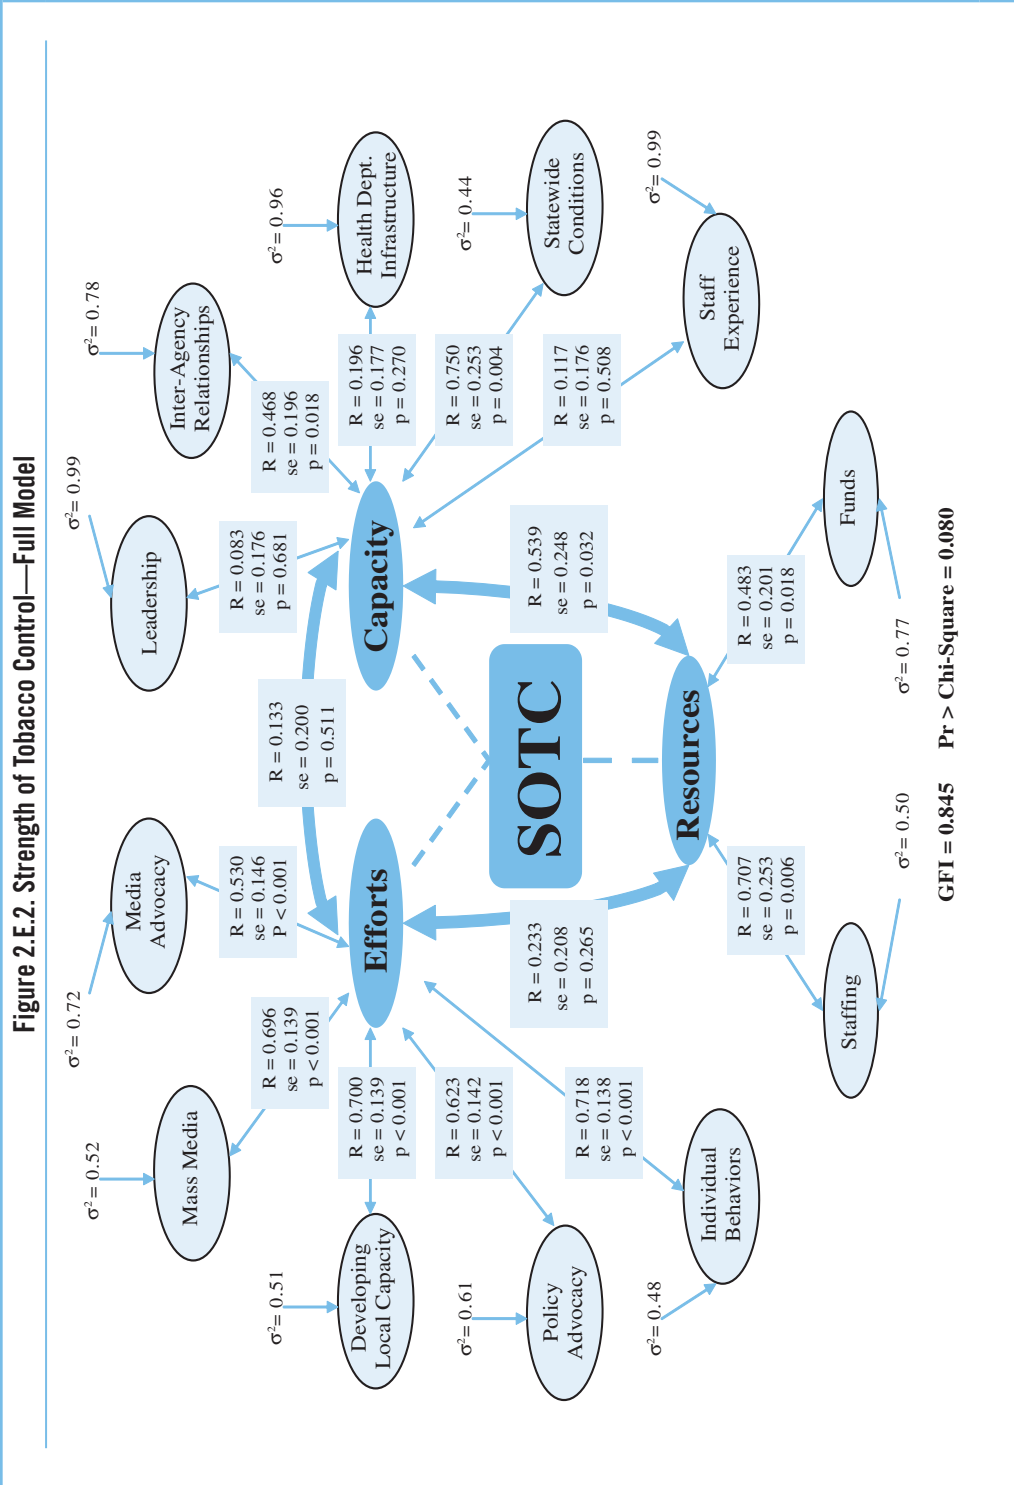 Figure 2.E.2. Strength of Tobacco Control—Full Model
σ²= 0.72
σ²= 0.99
σ²= 0.52
σ²= 0.78
Media
Advocacy
Leadership
Mass Media
Inter-Agency
Relationships
R = 0.530
se = 0.146
P < 0.001
R = 0.083
se = 0.176
p = 0.681
R = 0.696
se = 0.139
p < 0.001
R = 0.133
se = 0.200
p = 0.511
R = 0.468
se = 0.196
p = 0.018
σ²= 0.51
σ²= 0.96
Developing
Local Capacity
R = 0.700
se = 0.139
p < 0.001
Efforts
Capacity
R = 0.196
se = 0.177
p = 0.270
Health Dept.
Infrastructure
σ²= 0.61
σ²= 0.44
Policy
Advocacy
R = 0.623
se = 0.142
p < 0.001
R = 0.750
se = 0.253
p = 0.004
Statewide
Conditions
R = 0.233
se = 0.208
p = 0.265
SOTC
R = 0.539
se = 0.248
p = 0.032
R = 0.718
se = 0.138
p < 0.001
R = 0.117
se = 0.176
p = 0.508
σ²= 0.48
σ²= 0.99
Individual
Behaviors
Resources
Staff
Experience
R = 0.707
se = 0.253
p = 0.006
R = 0.483
se = 0.201
p = 0.018
Staffing
Funds
σ²= 0.50
σ²= 0.77
GFI = 0.845 Pr > Chi-Square = 0.080